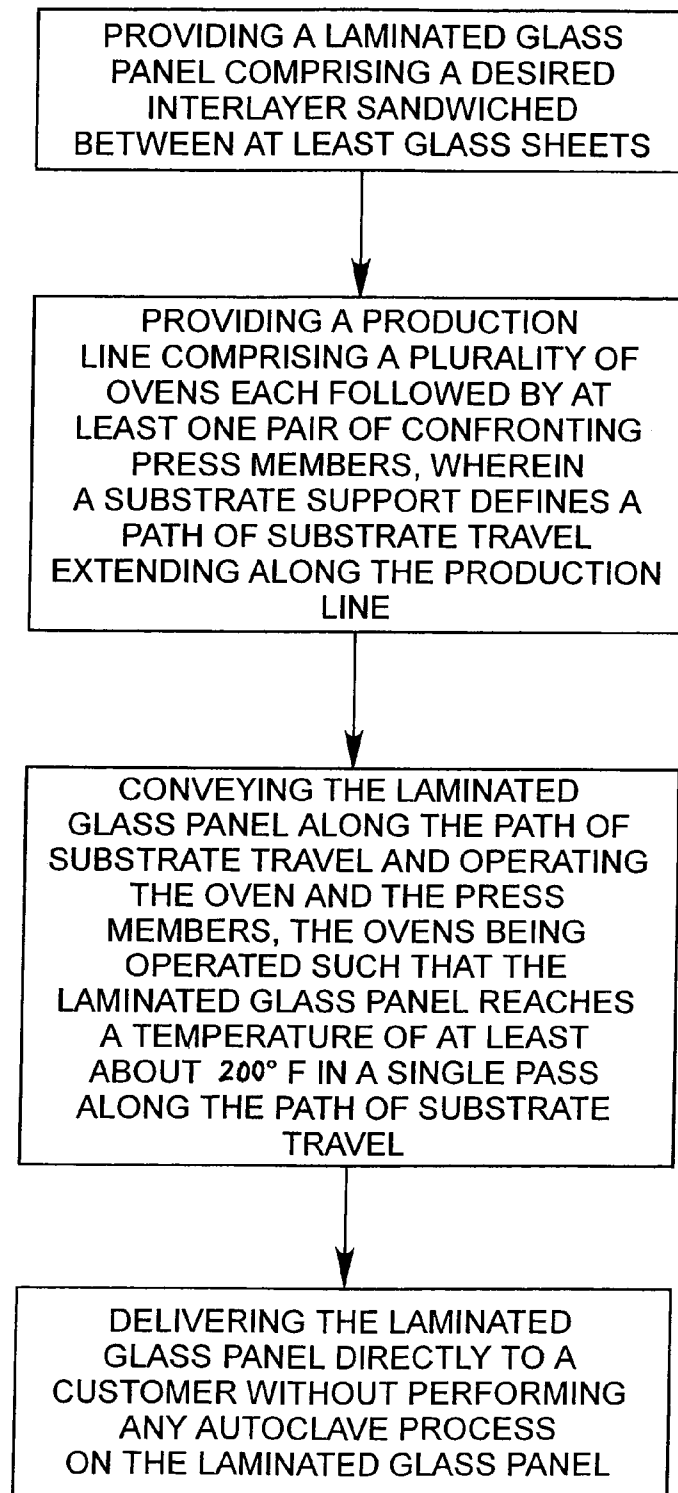 PROVIDING A LAMINATED GLASS
PANEL COMPRISING A DESIRED
INTERLAYER SANDWICHED
BETWEEN AT LEAST GLASS SHEETS
PROVIDING A PRODUCTION
LINE COMPRISING A PLURALITY OF
OVENS EACH FOLLOWED BY AT
LEAST ONE PAIR OF CONFRONTING
PRESS MEMBERS, WHEREIN
A SUBSTRATE SUPPORT DEFINES A
PATH OF SUBSTRATE TRAVEL
EXTENDING ALONG THE PRODUCTION
LINE
CONVEYING THE LAMINATED
GLASS PANEL ALONG THE PATH OF
SUBSTRATE TRAVEL AND OPERATING
THE OVEN AND THE PRESS
MEMBERS, THE OVENS BEING
OPERATED SUCH THAT THE
LAMINATED GLASS PANEL REACHES
A TEMPERATURE OF AT LEAST
ABOUT 200° F IN A SINGLE PASS
ALONG THE PATH OF SUBSTRATE
TRAVEL
DELIVERING THE LAMINATED
GLASS PANEL DIRECTLY TO A
CUSTOMER WITHOUT PERFORMING
ANY AUTOCLAVE PROCESS
ON THE LAMINATED GLASS PANEL